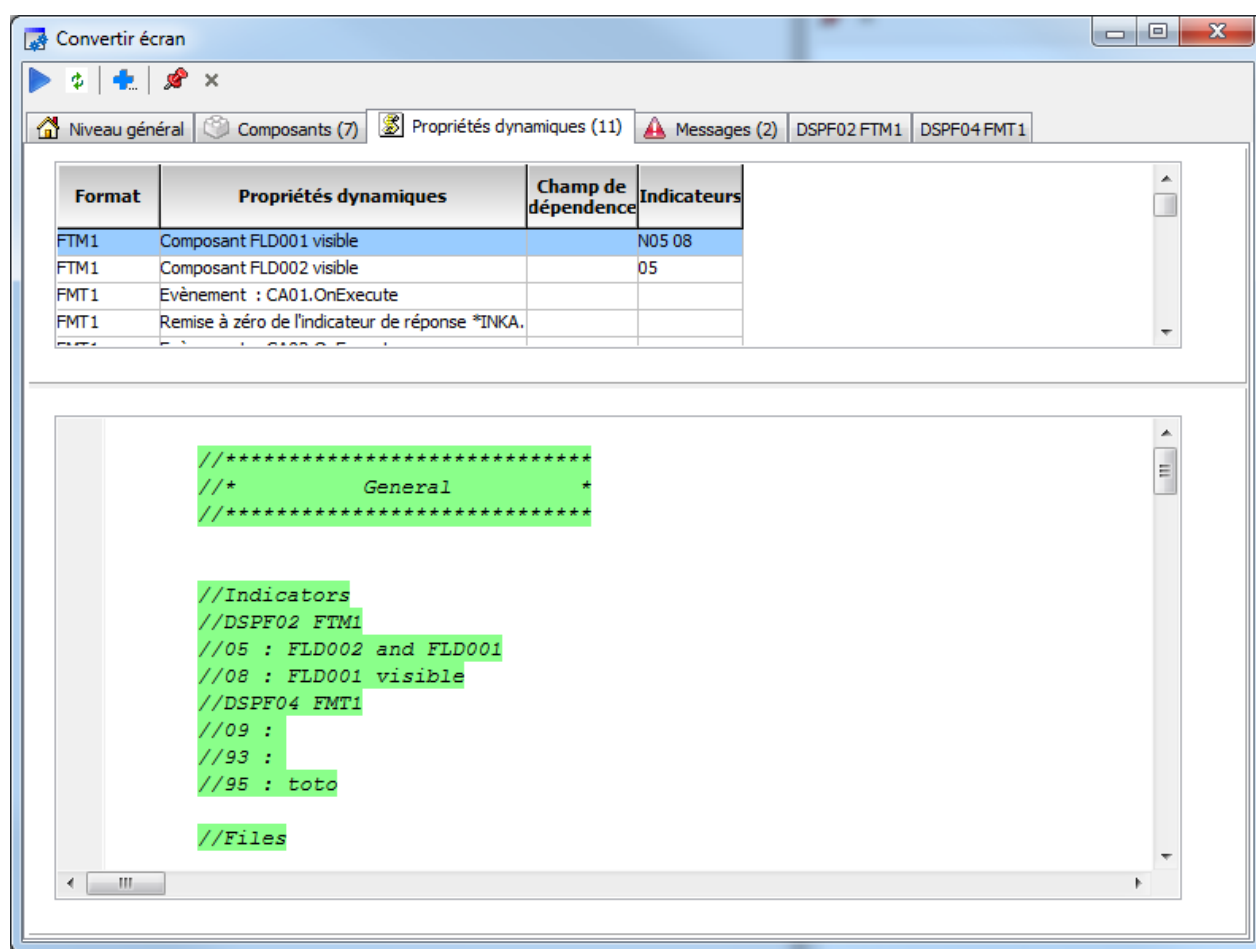 Convertir écran
Niveau général Composants (7) Propriétés dynamiques (11) Messages (2) DSPF02 FTM1 DSPF04 FMT1
Format Propriétés dynamiques Champ de dépendence Indicateurs
FTM1 Composant FLD001 visible N05 08
FTM1 Composant FLD002 visible 05
FMT1 Evènement : CA01.OnExecute
FMT1 Remise à zéro de l'indicateur de réponse *INKA.
//*****************************
//* General *
//*****************************
//Indicators
//DSPF02 FTM1
//05 : FLD002 and FLD001
//08 : FLD001 visible
//DSPF04 FMT1
//09 :
//93 :
//95 : toto
//Files